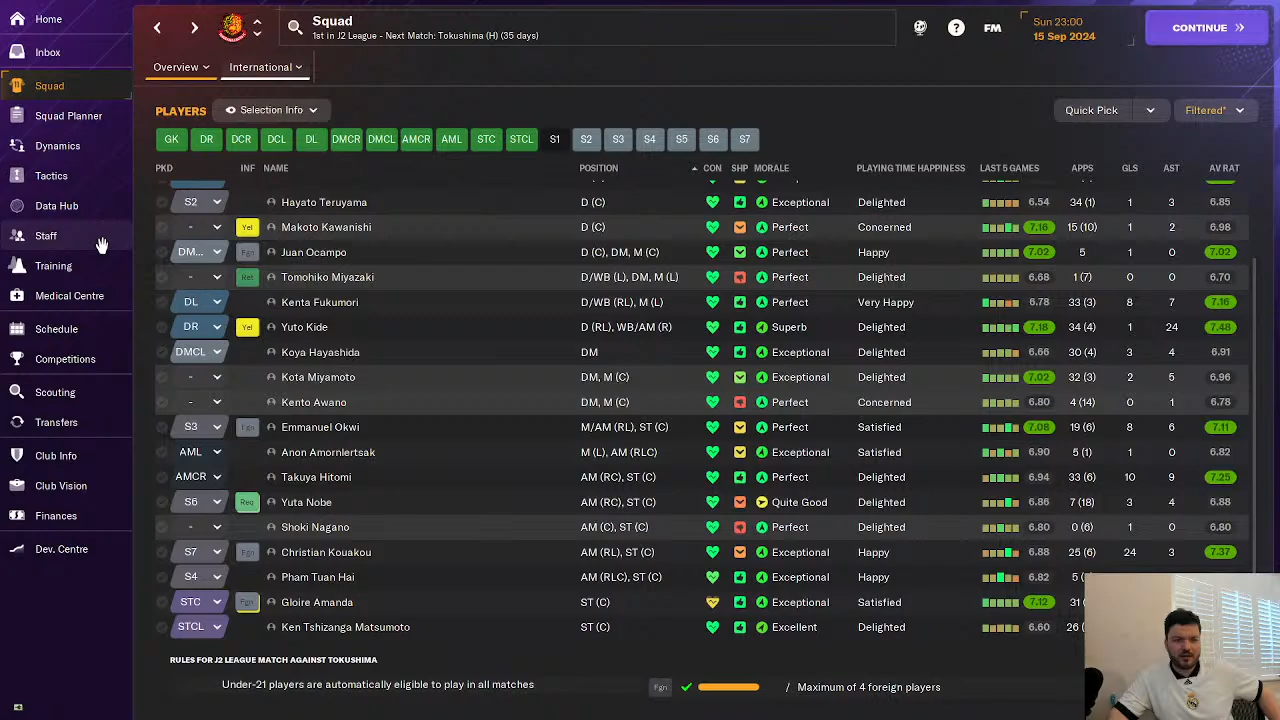 Home
Squad
1st in J2 League - Next Match: Tokushima (H) (02 days)
FM
Sun 23:00
15 Sep 2024
CONTINUE
Inbox
Overview
International
Squad
PLAYERS
Selection Info
Quick Pick
Filtered*
Squad Planner
GK DR DCR DCL DL DMCR DMCL AMCR AML STC STCL S1 S2 S3 S4 S5 S6 S7
Dynamics
PKD INF NAME POSITION CON SHP MORALE PLAYING TIME HAPPINESS LAST 5 GAMES APPS GLS AST AV RAT
Tactics
S2 Hayato Teruyama D (C) Exceptional Delighted 6.54 34 (1) 1 3 6.85
Data Hub
- Yel Makoto Kawanishi D (C) Perfect Concerned 7.16 15 (10) 1 2 6.98
Staff
DM... Fgn Juan Ocampo D (C), DM, M (C) Perfect Happy 7.02 5 1 0 7.02
Training
- Ret Tomohiko Miyazaki D/WB (L), DM, M (L) Perfect Delighted 6.68 1 (7) 0 0 6.70
Medical Centre
DL Kenta Fukumori D/WB (RL), M (L) Perfect Very Happy 6.78 33 (3) 8 7 7.16
Schedule
DR Yel Yuto Kide D (RL), WB/AM (R) Superb Delighted 7.18 34 (4) 1 24 7.48
Competitions
DMCL Koya Hayashida DM Exceptional Delighted 6.66 30 (4) 3 4 6.91
- Kota Miyamoto DM, M (C) Exceptional Delighted 7.02 32 (3) 2 5 6.96
Scouting
- Kento Awano DM, M (C) Perfect Concerned 6.80 4 (14) 0 1 6.78
Transfers
S3 Fgn Emmanuel Okwi M/AM (RL), ST (C) Perfect Satisfied 7.08 19 (6) 8 6 7.11
Club Info
AML Anon Amornlertsak M (L), AM (RLC) Exceptional Satisfied 6.90 5 (1) 1 0 6.82
AMCR Takuya Hitomi AM (RC), ST (C) Perfect Delighted 6.94 33 (6) 10 9 7.25
Club Vision
S6 Req Yuta Nobe AM (RC), ST (C) Quite Good Delighted 6.86 7 (18) 3 4 6.88
Finances
- Shoki Nagano AM (C), ST (C) Perfect Delighted 6.80 0 (6) 1 0 6.80
Dev. Centre
S7 Fgn Christian Kouakou AM (RL), ST (C) Exceptional Happy 6.88 25 (6) 24 3 7.37
S4 Pham Tuan Hai AM (RLC), ST (C) Exceptional Happy 6.82
STC Fgn Gloire Amanda ST (C) Perfect Satisfied 7.12 31
STCL Ken Tshizanga Matsumoto ST (C) Excellent Delighted 6.60 26
RULES FOR J2 LEAGUE MATCH AGAINST TOKUSHIMA
Under-21 players are automatically eligible to play in all matches
Fgn / Maximum of 4 foreign players